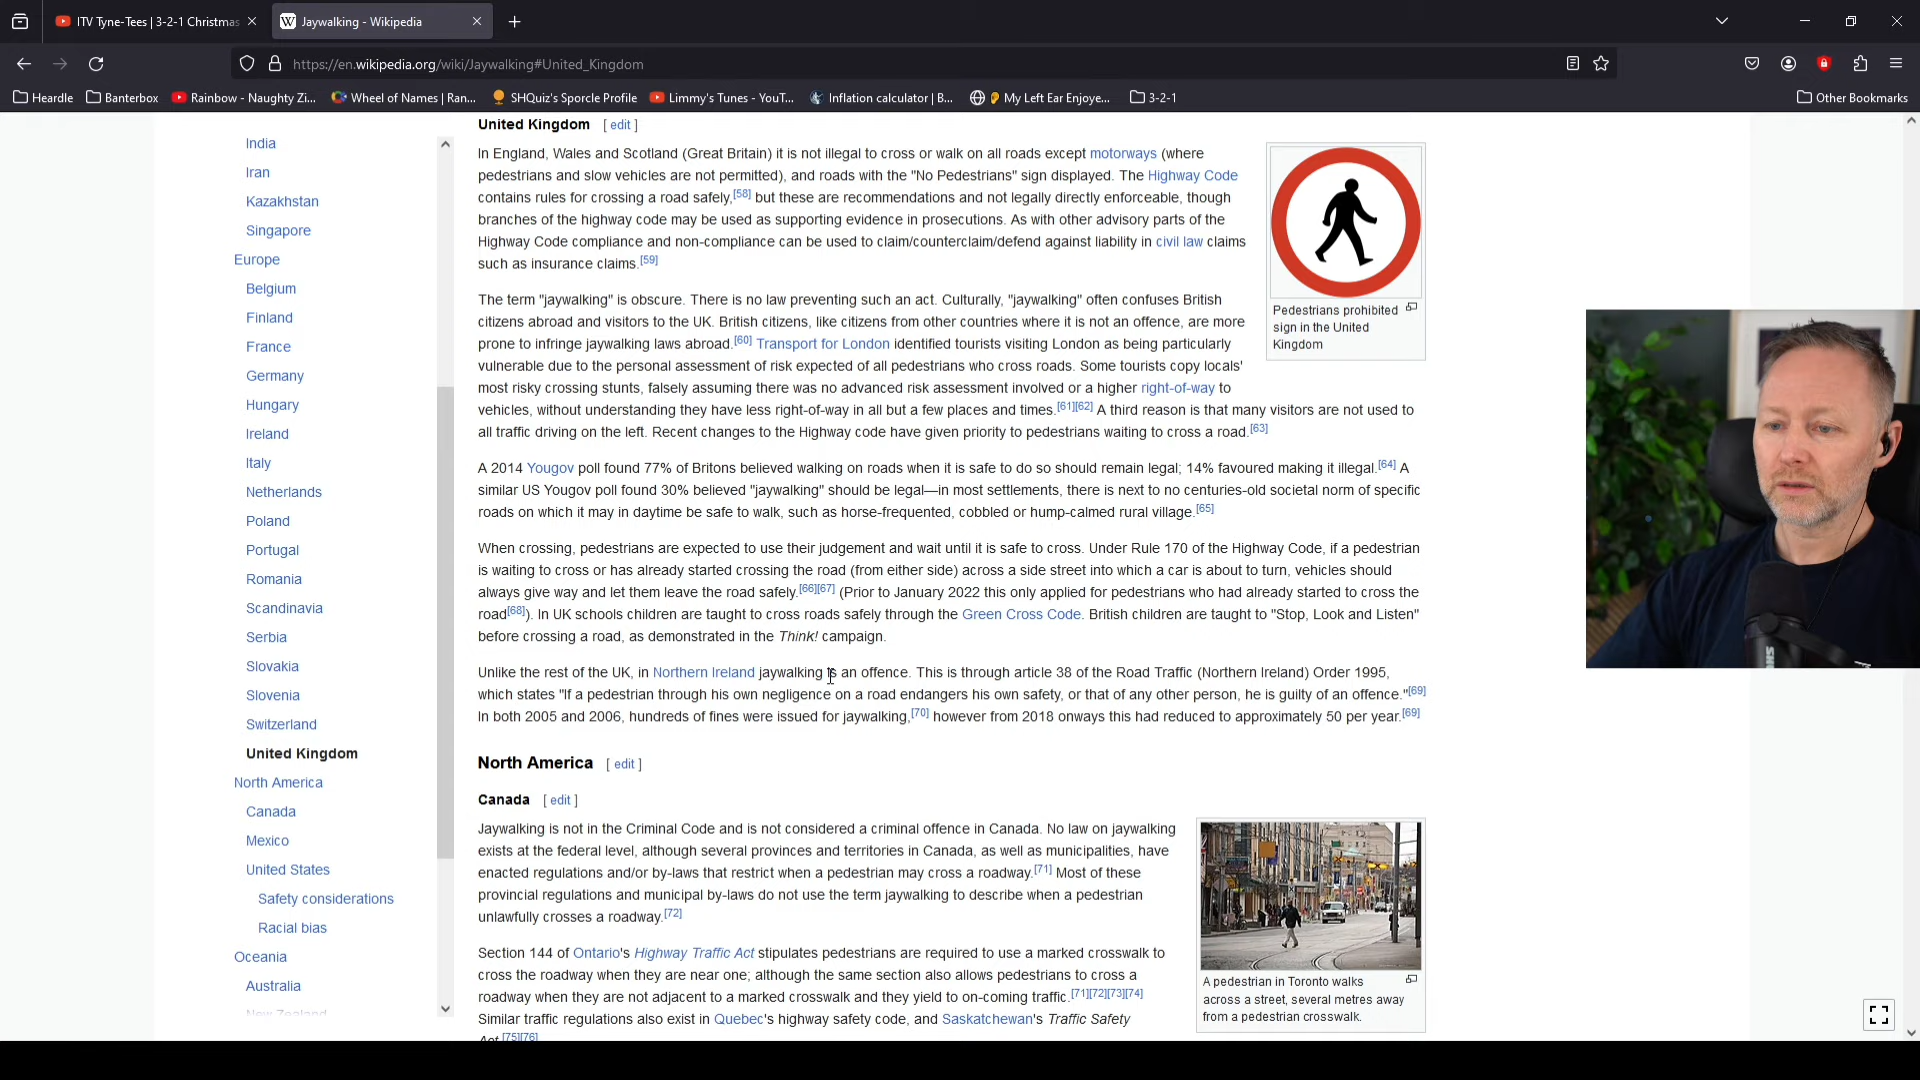 ITV Tyne-Tees | 3-2-1 Christmas
Jaywalking - Wikipedia
https://en.wikipedia.org/wiki/Jaywalking#United_Kingdom
Heardle
Banterbox
Rainbow - Naughty Zi...
Wheel of Names | Ran...
SHQuiz's Sporcle Profile
Limmy's Tunes - YouT...
Inflation calculator | B...
My Left Ear Enjoye...
3-2-1
Other Bookmarks
India
Iran
Kazakhstan
Singapore
Europe
Belgium
Finland
France
Germany
Hungary
Ireland
Italy
Netherlands
Poland
Portugal
Romania
Scandinavia
Serbia
Slovakia
Slovenia
Switzerland
United Kingdom
North America
Canada
Mexico
United States
Safety considerations
Racial bias
Oceania
Australia
New Zealand
United Kingdom [ edit ]
In England, Wales and Scotland (Great Britain) it is not illegal to cross or walk on all roads except motorways (where
pedestrians and slow vehicles are not permitted), and roads with the "No Pedestrians" sign displayed. The Highway Code
contains rules for crossing a road safely,[58] but these are recommendations and not legally directly enforceable, though
branches of the highway code may be used as supporting evidence in prosecutions. As with other advisory parts of the
Highway Code compliance and non-compliance can be used to claim/counterclaim/defend against liability in civil law claims
such as insurance claims.[59]
Pedestrians prohibited
sign in the United
Kingdom
The term "jaywalking" is obscure. There is no law preventing such an act. Culturally, "jaywalking" often confuses British
citizens abroad and visitors to the UK. British citizens, like citizens from other countries where it is not an offence, are more
prone to infringe jaywalking laws abroad.[60] Transport for London identified tourists visiting London as being particularly
vulnerable due to the personal assessment of risk expected of all pedestrians who cross roads. Some tourists copy locals'
most risky crossing stunts, falsely assuming there was no advanced risk assessment involved or a higher right-of-way to
vehicles, without understanding they have less right-of-way in all but a few places and times.[61][62] A third reason is that many visitors are not used to
all traffic driving on the left. Recent changes to the Highway code have given priority to pedestrians waiting to cross a road.[63]
A 2014 Yougov poll found 77% of Britons believed walking on roads when it is safe to do so should remain legal; 14% favoured making it illegal.[64] A
similar US Yougov poll found 30% believed "jaywalking" should be legal—in most settlements, there is next to no centuries-old societal norm of specific
roads on which it may in daytime be safe to walk, such as horse-frequented, cobbled or hump-calmed rural village.[65]
When crossing, pedestrians are expected to use their judgement and wait until it is safe to cross. Under Rule 170 of the Highway Code, if a pedestrian
is waiting to cross or has already started crossing the road (from either side) across a side street into which a car is about to turn, vehicles should
always give way and let them leave the road safely.[66][67] (Prior to January 2022 this only applied for pedestrians who had already started to cross the
road[68]). In UK schools children are taught to cross roads safely through the Green Cross Code. British children are taught to "Stop, Look and Listen"
before crossing a road, as demonstrated in the Think! campaign.
Unlike the rest of the UK, in Northern Ireland jaywalking is an offence. This is through article 38 of the Road Traffic (Northern Ireland) Order 1995,
which states "If a pedestrian through his own negligence on a road endangers his own safety, or that of any other person, he is guilty of an offence."[69]
In both 2005 and 2006, hundreds of fines were issued for jaywalking,[70] however from 2018 onways this had reduced to approximately 50 per year.[69]
North America [ edit ]
Canada [ edit ]
Jaywalking is not in the Criminal Code and is not considered a criminal offence in Canada. No law on jaywalking
exists at the federal level, although several provinces and territories in Canada, as well as municipalities, have
enacted regulations and/or by-laws that restrict when a pedestrian may cross a roadway.[71] Most of these
provincial regulations and municipal by-laws do not use the term jaywalking to describe when a pedestrian
unlawfully crosses a roadway.[72]
Section 144 of Ontario's Highway Traffic Act stipulates pedestrians are required to use a marked crosswalk to
cross the roadway when they are near one; although the same section also allows pedestrians to cross a
roadway when they are not adjacent to a marked crosswalk and they yield to on-coming traffic.[71][72][73][74]
Similar traffic regulations also exist in Quebec's highway safety code, and Saskatchewan's Traffic Safety
Act.[75][76]
A pedestrian in Toronto walks
across a street, several metres away
from a pedestrian crosswalk.